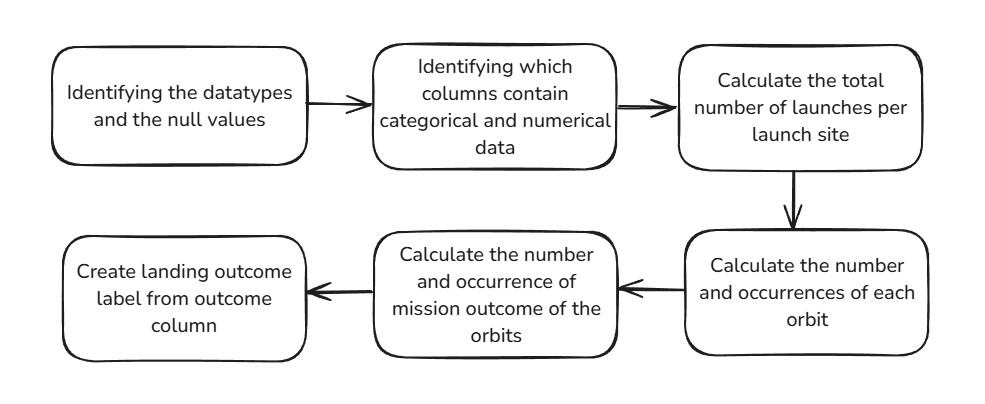 Identifying the datatypes
and the null values
Identifying which
columns contain
categorical and numerical
data
Calculate the total
number of launches per
launch site
Calculate the number
and occurrences of each
orbit
Calculate the number
and occurrence of
mission outcome of the
orbits
Create landing outcome
label from outcome
column